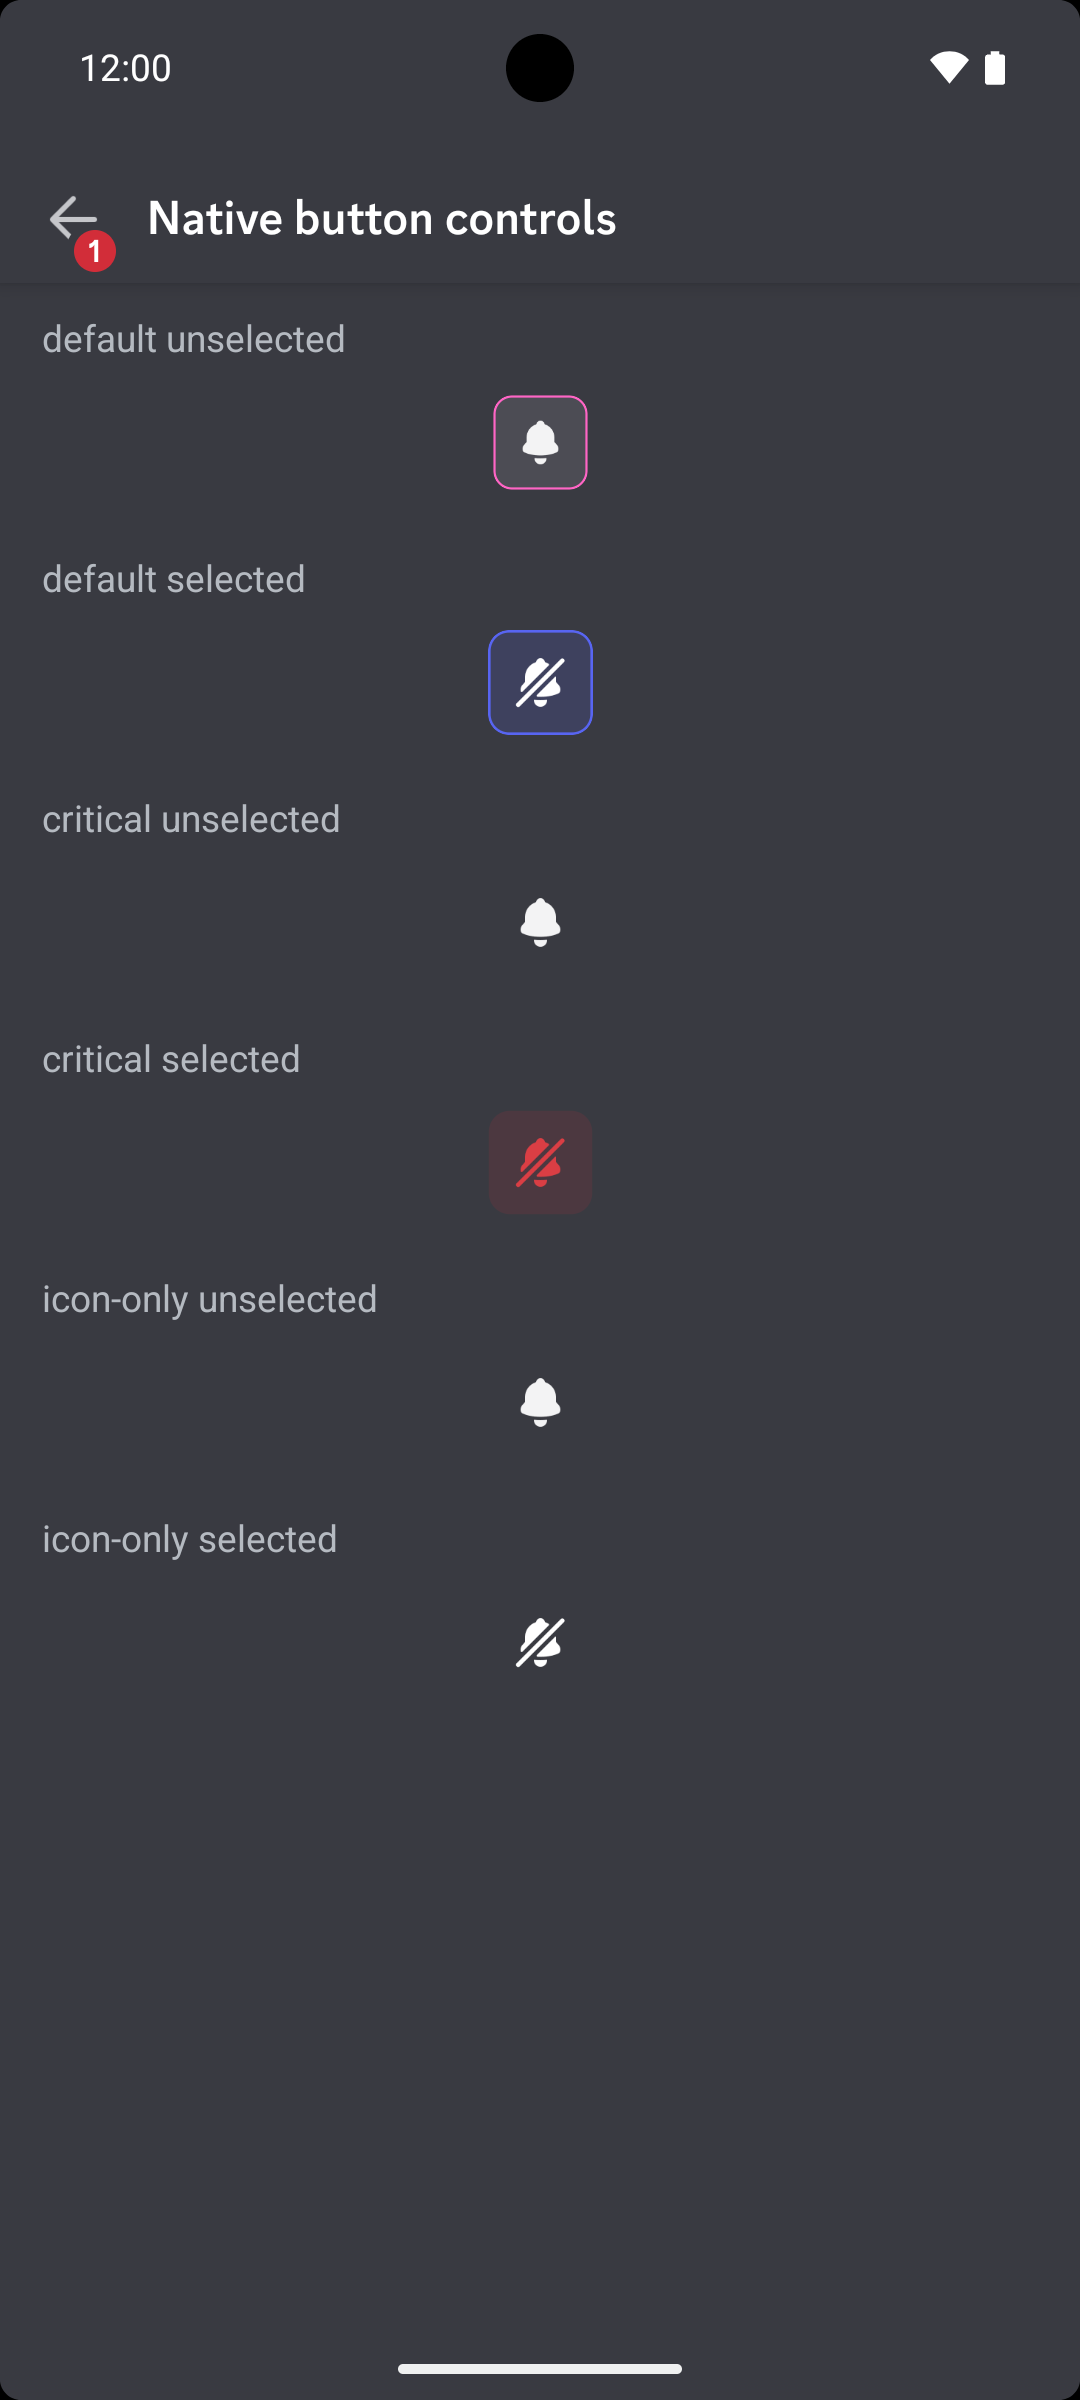 12:00
Native button controls
1
default unselected
default selected
critical unselected
critical selected
icon-only unselected
icon-only selected